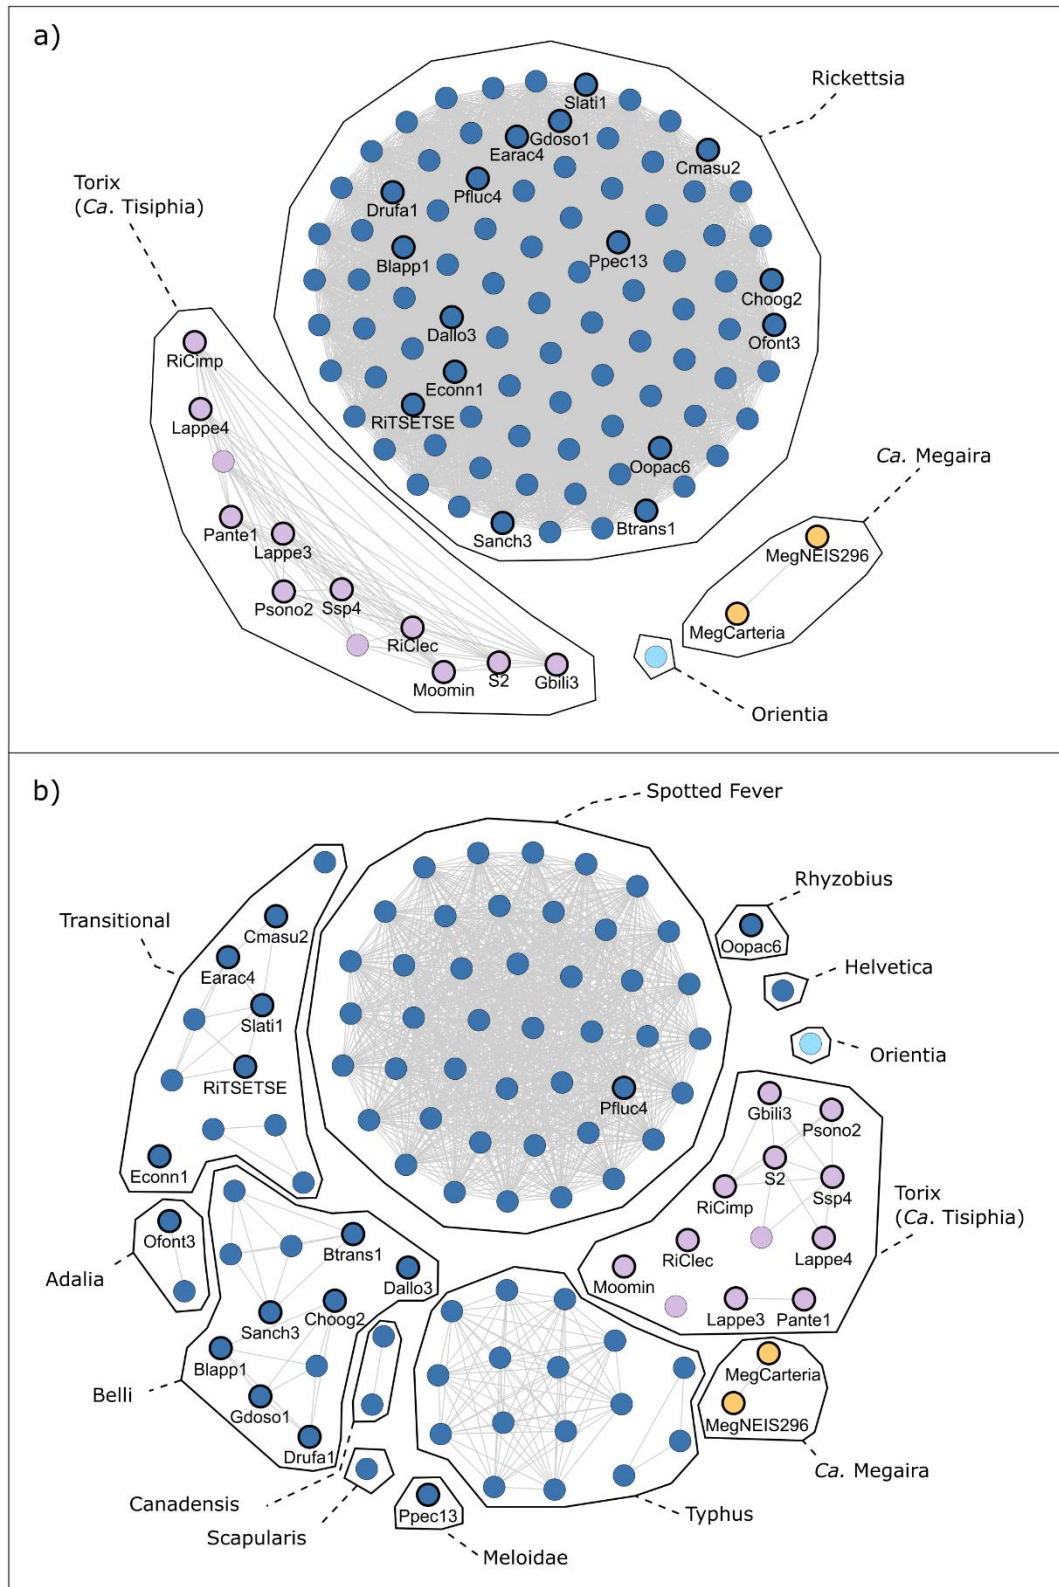 a)
Rickettsia
Slati1
Gdoso1
Earac4
Cmasu2
Torix
(Ca. Tisiphia)
Pfluc4
Drufa1
Blapp1
Ppec13
Choog2
Dallo3
Ofont3
RiCimp
Econn1
Lappe4
RiTSETSE
Oopac6
Ca. Megaira
Pante1
Btrans1
Sanch3
Lappe3
MegNEIS296
Psono2
Ssp4
MegCarteria
RiClec
Moomin
S2
Gbili3
Orientia
b)
Spotted Fever
Rhyzobius
Transitional
Cmasu2
Oopac6
Earac4
Helvetica
Slati1
Orientia
RiTSETSE
Pfluc4
Gbili3
Psono2
Econn1
S2
Ssp4
RiCimp
Torix
(Ca. Tisiphia)
Ofont3
Btrans1
RiClec
Lappe4
Adalia
Dallo3
Moomin
Choog2
Sanch3
Lappe3
Pante1
Blapp1
MegCarteria
Belli
Gdoso1
MegNEIS296
Drufa1
Ca. Megaira
Canadensis
Ppec13
Typhus
Scapularis
Meloidae